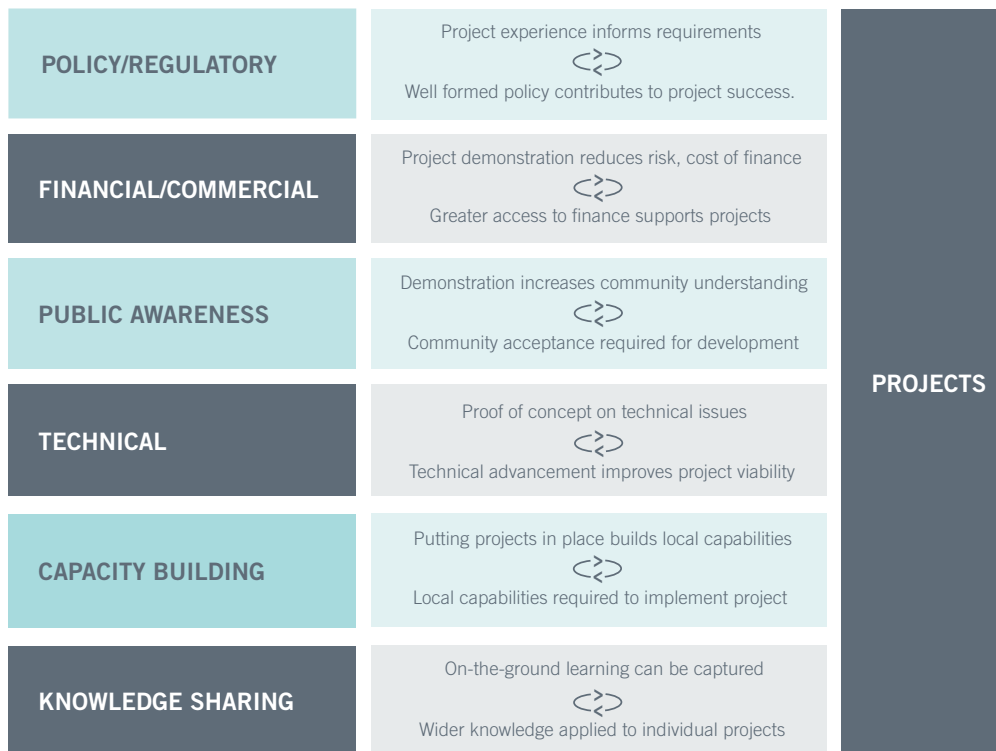 POLICY/REGULATORY
Project experience informs requirements
Well formed policy contributes to project success.
FINANCIAL/COMMERCIAL
Project demonstration reduces risk, cost of finance
Greater access to finance supports projects
PUBLIC AWARENESS
Demonstration increases community understanding
Community acceptance required for development
TECHNICAL
Proof of concept on technical issues
Technical advancement improves project viability
CAPACITY BUILDING
Putting projects in place builds local capabilities
Local capabilities required to implement project
KNOWLEDGE SHARING
On-the-ground learning can be captured
Wider knowledge applied to individual projects
PROJECTS